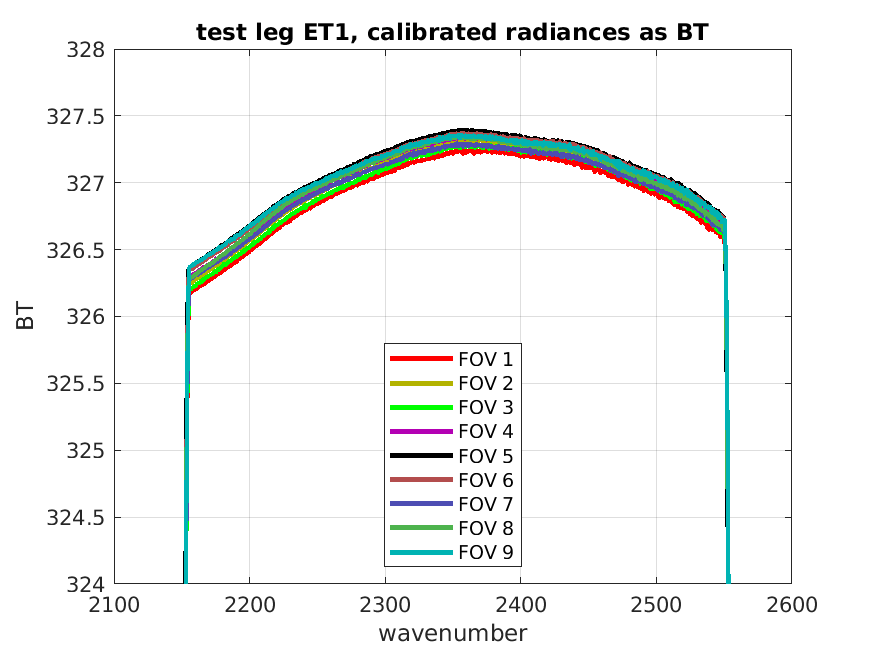 test leg ET1, calibrated radiances as BT
328
327.5
327
326.5
326
325.5
325
324.5
324
BT
2100 2200 2300 2400 2500 2600
wavenumber
FOV 1
FOV 2
FOV 3
FOV 4
FOV 5
FOV 6
FOV 7
FOV 8
FOV 9